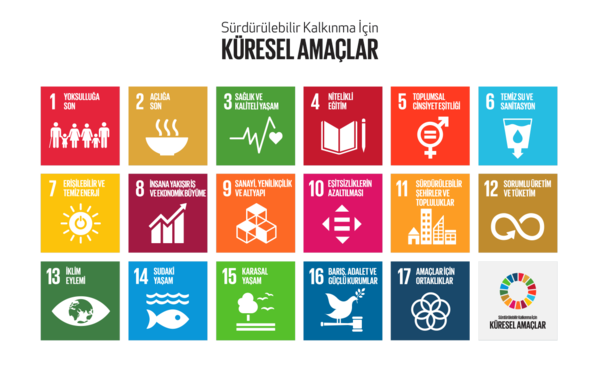 Sürdürülebilir Kalkınma İçin
KÜRESEL AMAÇLAR
1 YOKSULLUĞA
SON
2 AÇLIĞA
SON
3 SAĞLIK VE
KALİTELİ YAŞAM
4 NİTELİKLİ
EĞİTİM
5 TOPLUMSAL
CİNSİYET EŞİTLİĞİ
6 TEMİZ SU VE
SANİTASYON
7 ERİŞİLEBİLİR VE
TEMİZ ENERJİ
8 İNSANA YAKIŞIR İŞ
VE EKONOMİK BÜYÜME
9 SANAYİ, YENİLİKÇİLİK
VE ALTYAPI
10 EŞİTSİZLİKLERİN
AZALTILMASI
11 SÜRDÜRÜLEBİLİR
ŞEHİRLER VE
TOPLULUKLAR
12 SORUMLU ÜRETİM
VE TÜKETİM
13 İKLİM
EYLEMİ
14 SUDAKİ
YAŞAM
15 KARASAL
YAŞAM
16 BARIŞ, ADALET VE
GÜÇLÜ KURUMLAR
17 AMAÇLAR İÇİN
ORTAKLIKLAR
Sürdürülebilir Kalkınma İçin
KÜRESEL AMAÇLAR